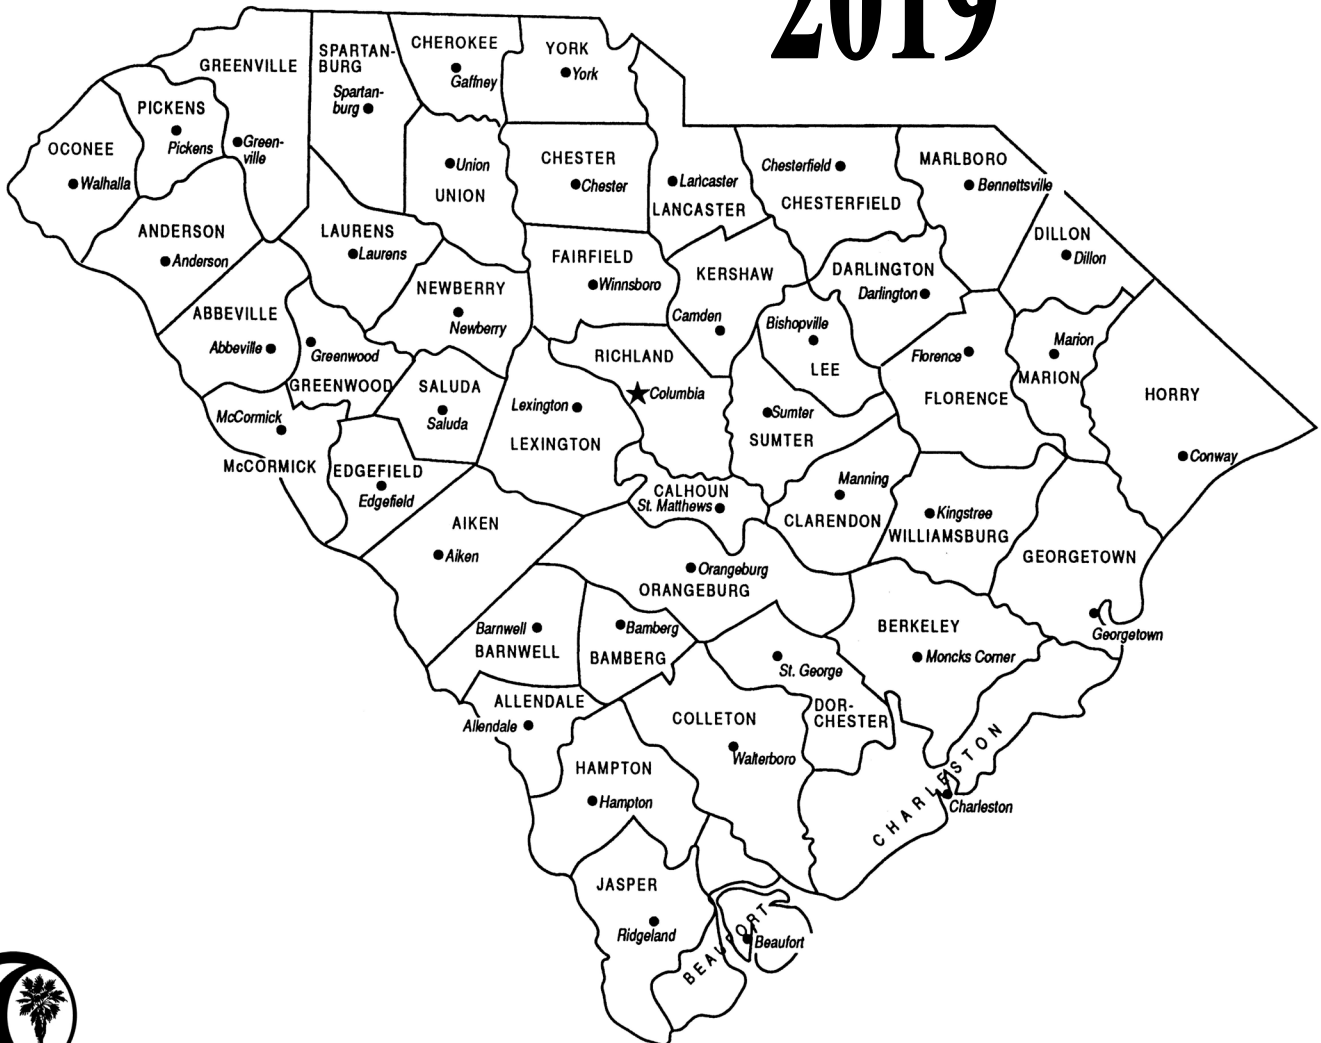 2019
CHEROKEE
Gaffney
YORK
York
SPARTAN-
BURG
Spartan-
burg
GREENVILLE
Green-
ville
PICKENS
Pickens
OCONEE
Walhalla
Union
UNION
CHESTER
Chester
Lancaster
LANCASTER
Chesterfield
CHESTERFIELD
MARLBORO
Bennettsville
ANDERSON
Anderson
LAURENS
Laurens
FAIRFIELD
Winnsboro
KERSHAW
Camden
DARLINGTON
Darlington
DILLON
Dillon
NEWBERRY
Newberry
ABBEVILLE
Abbeville
Greenwood
GREENWOOD
SALUDA
Saluda
RICHLAND
Columbia
Bishopville
LEE
Florence
FLORENCE
Marion
MARION
HORRY
Conway
McCormick
McCORMICK
Lexington
LEXINGTON
Sumter
SUMTER
EDGEFIELD
Edgefield
CALHOUN
St. Matthews
Manning
CLARENDON
Kingstree
WILLIAMSBURG
AIKEN
Aiken
GEORGETOWN
Georgetown
Orangeburg
ORANGEBURG
Barnwell
BARNWELL
Bamberg
BAMBERG
BERKELEY
Moncks Corner
St. George
DOR-
CHESTER
ALLENDALE
Allendale
COLLETON
Walterboro
CHARLESTON
Charleston
HAMPTON
Hampton
JASPER
Ridgeland
BEAUFORT
Beaufort